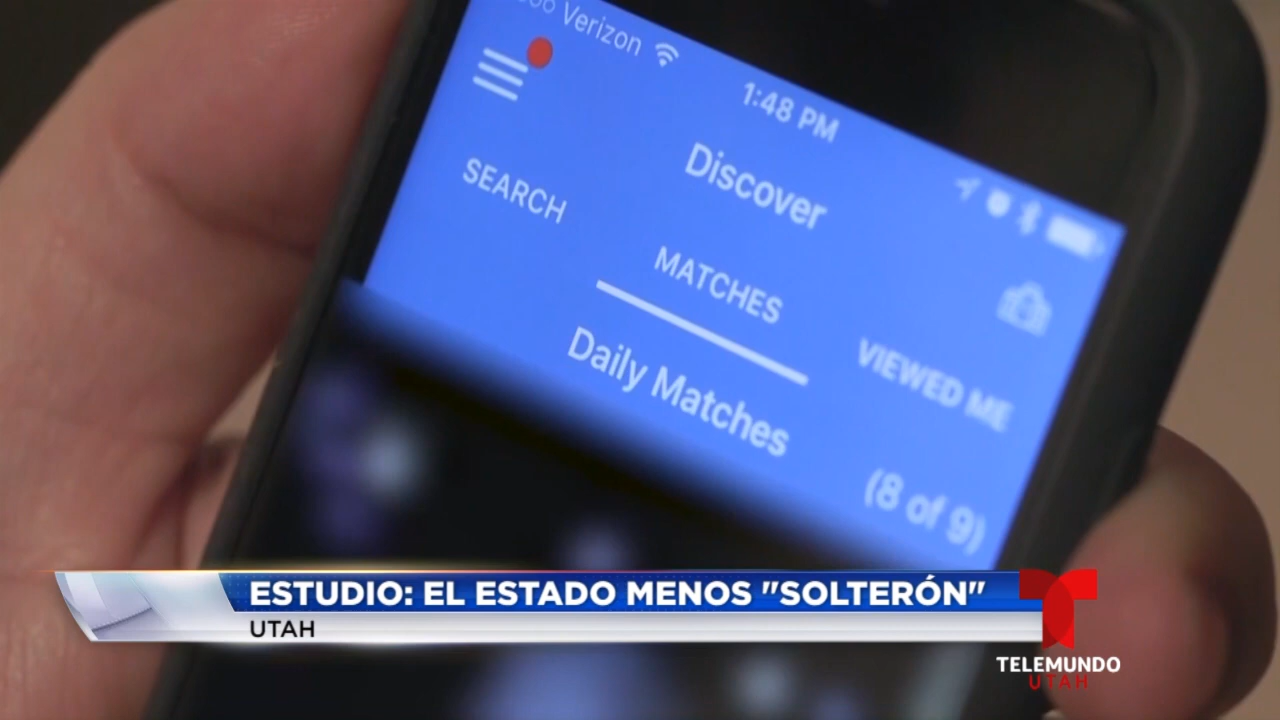 Verizon
1:48 PM
Discover
SEARCH
MATCHES
VIEWED ME
Daily Matches
(8 of 9)
ESTUDIO: EL ESTADO MENOS "SOLTERÓN"
UTAH
TELEMUNDO
UTAH